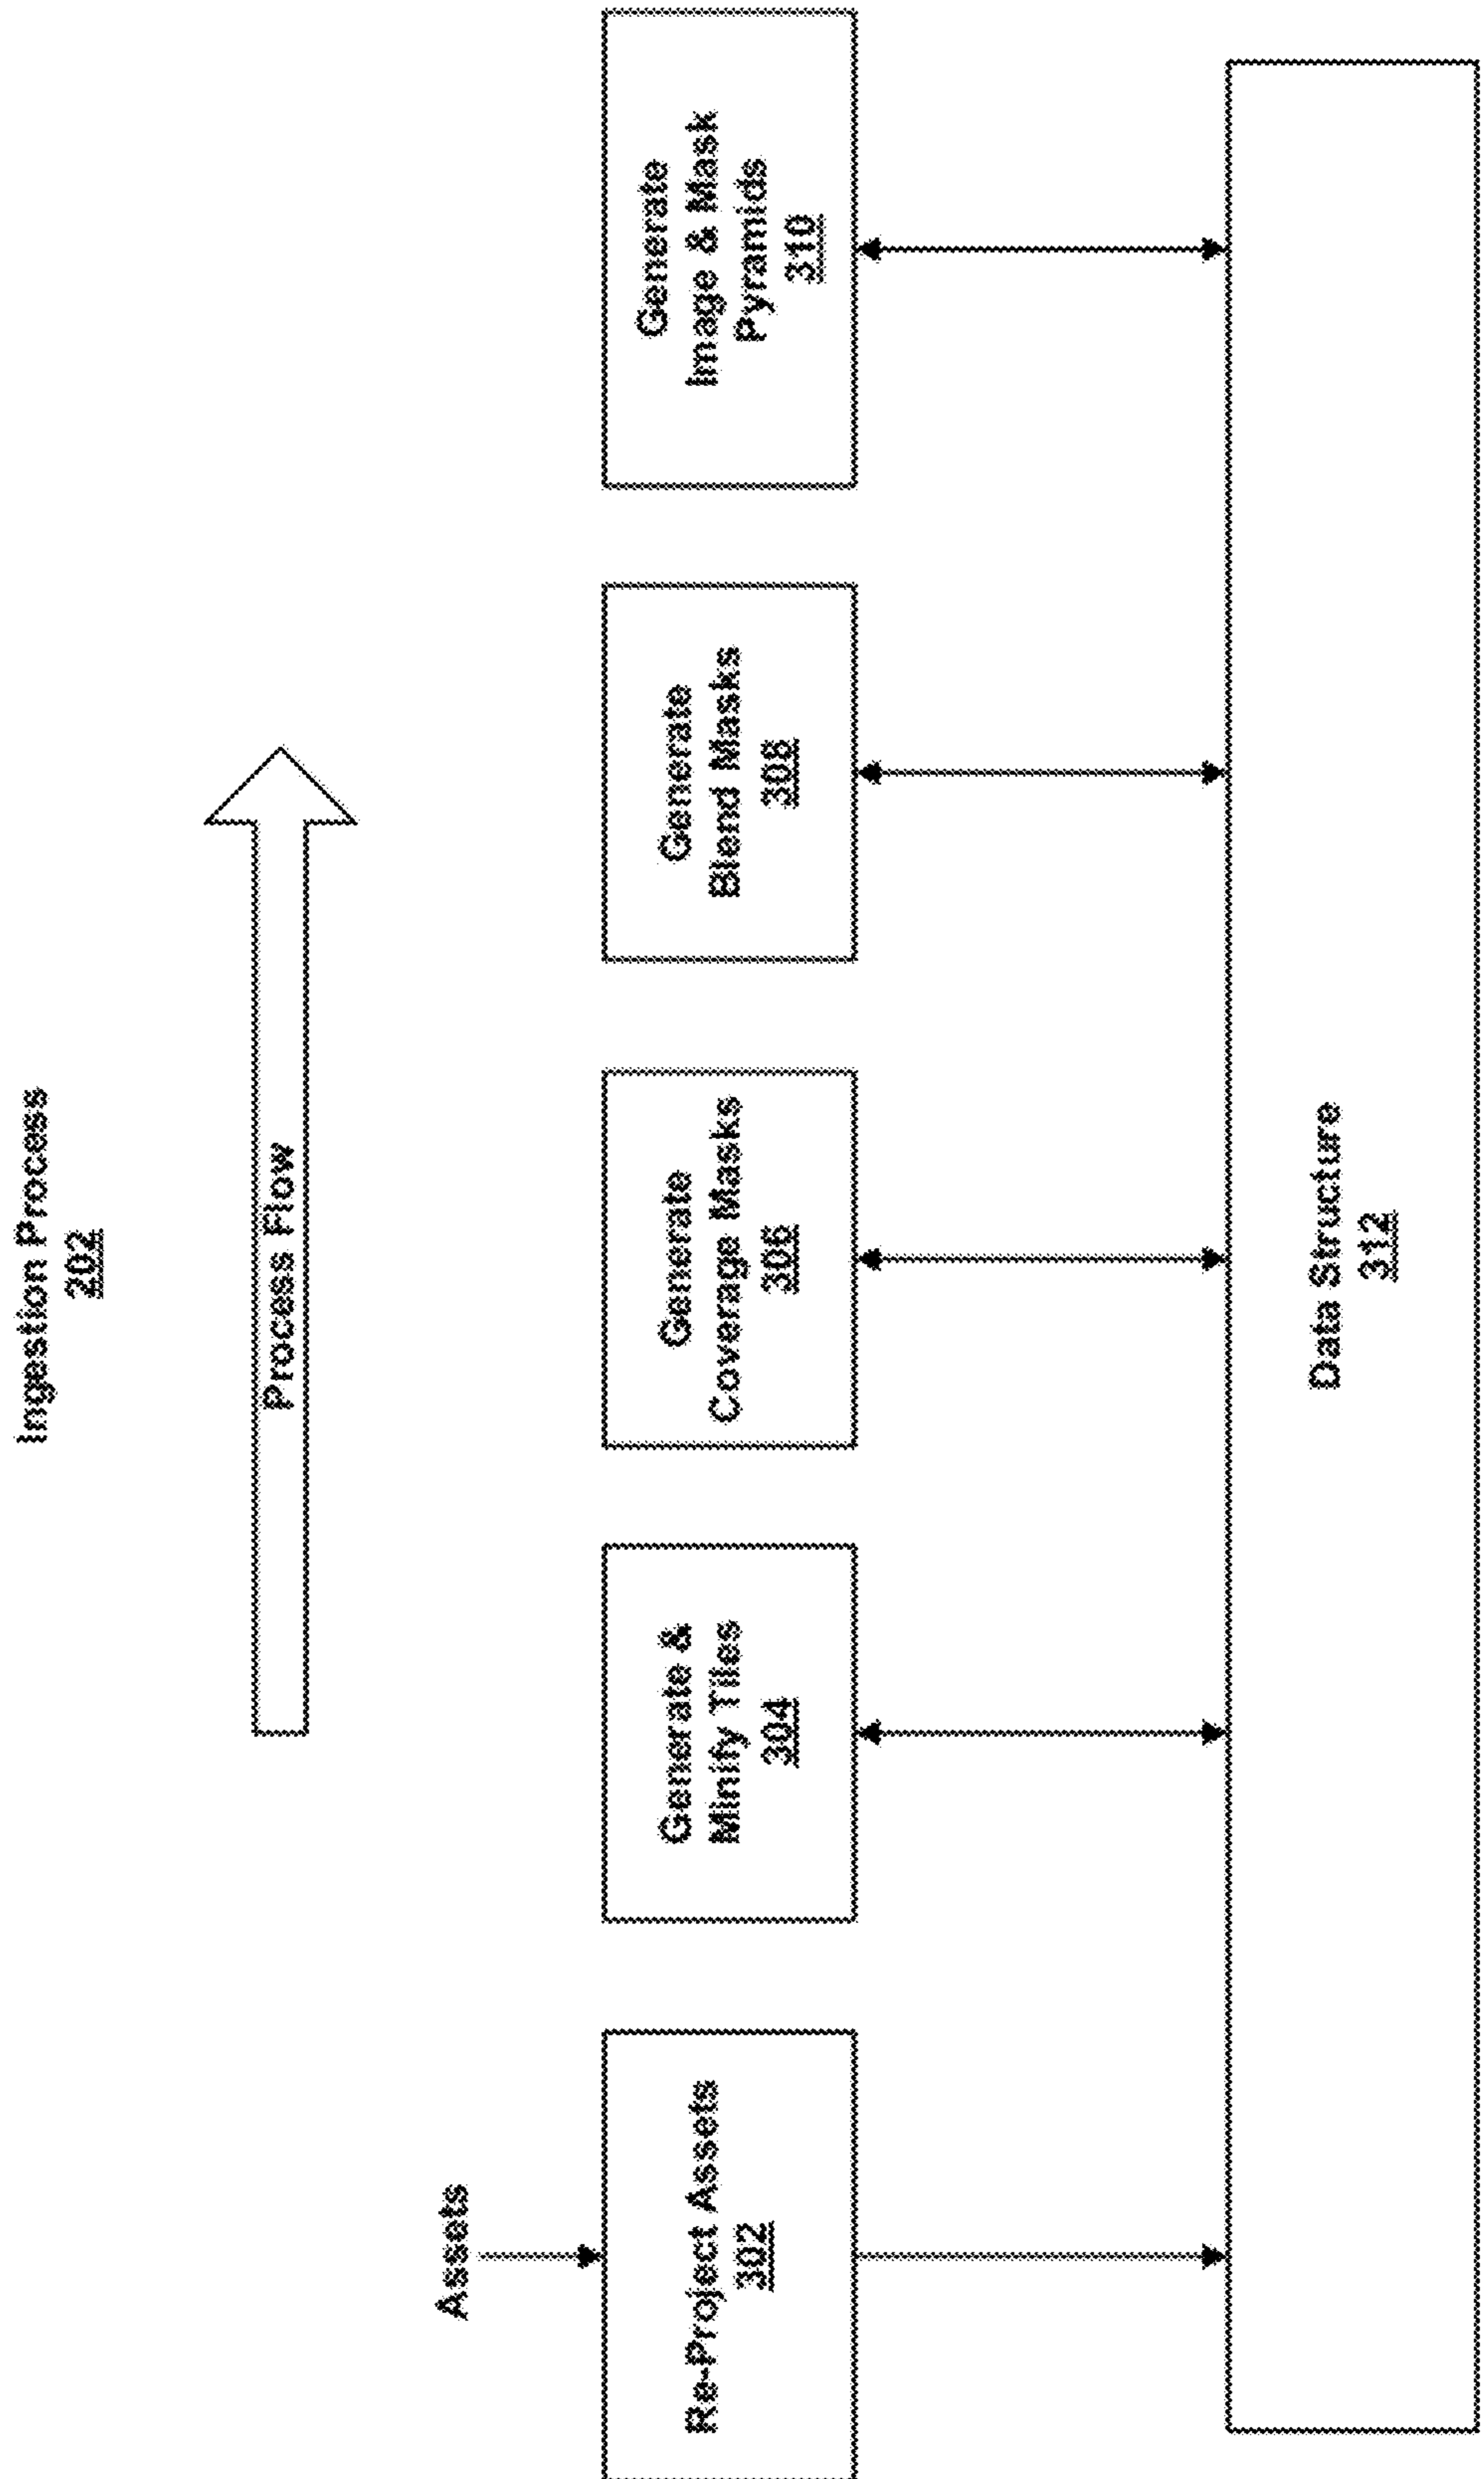 Ingestion Process
202
Process Flow
Assets
Re-Project Assets
302
Generate &
Minify Tiles
304
Generate
Coverage Masks
306
Generate
Blend Masks
308
Generate
Image & Mask
Pyramids
310
Data Structure
312